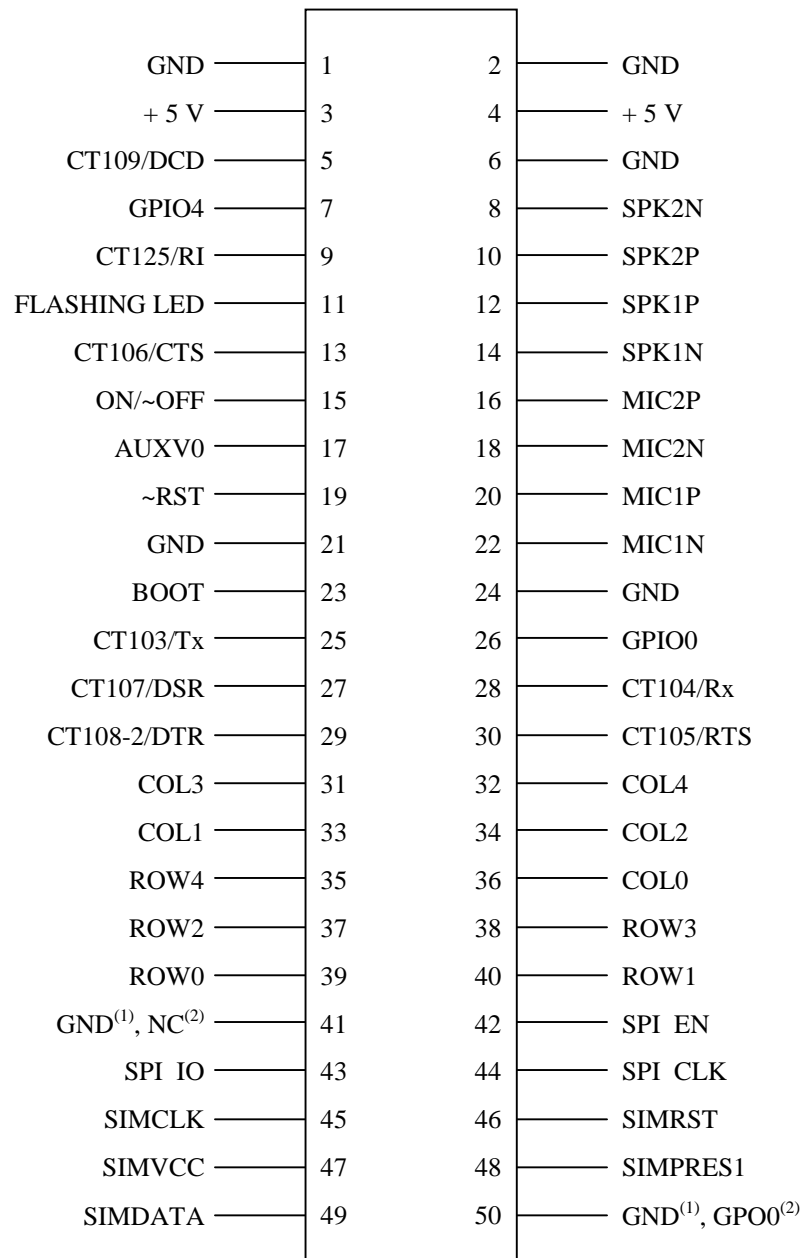 GND 1 2 GND
+ 5 V 3 4 + 5 V
CT109/DCD 5 6 GND
GPIO4 7 8 SPK2N
CT125/RI 9 10 SPK2P
FLASHING LED 11 12 SPK1P
CT106/CTS 13 14 SPK1N
ON/~OFF 15 16 MIC2P
AUXV0 17 18 MIC2N
~RST 19 20 MIC1P
GND 21 22 MIC1N
BOOT 23 24 GND
CT103/Tx 25 26 GPIO0
CT107/DSR 27 28 CT104/Rx
CT108-2/DTR 29 30 CT105/RTS
COL3 31 32 COL4
COL1 33 34 COL2
ROW4 35 36 COL0
ROW2 37 38 ROW3
ROW0 39 40 ROW1
GND(1), NC(2) 41 42 SPI EN
SPI IO 43 44 SPI CLK
SIMCLK 45 46 SIMRST
SIMVCC 47 48 SIMPRES1
SIMDATA 49 50 GND(1), GPO0(2)